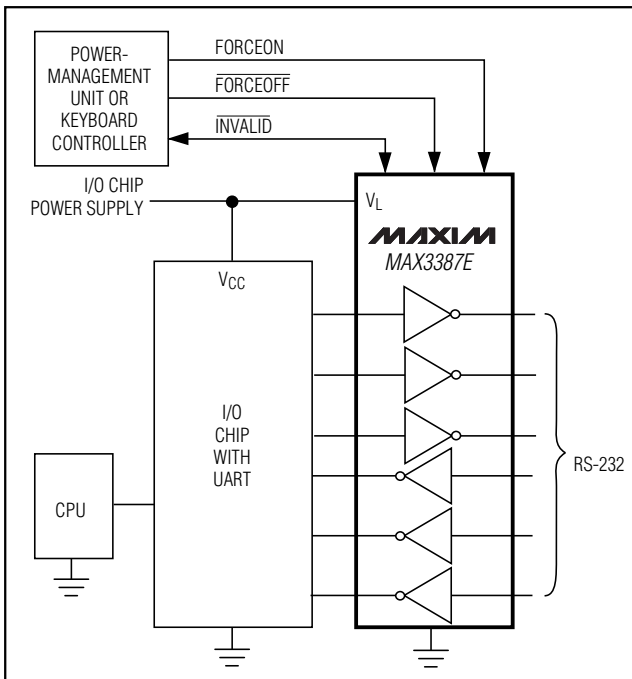 POWER-
MANAGEMENT
UNIT OR
KEYBOARD
CONTROLLER
FORCEON
FORCEOFF
INVALID
I/O CHIP
POWER SUPPLY
VL
MAXIM
MAX3387E
VCC
I/O
CHIP
WITH
UART
CPU
RS-232